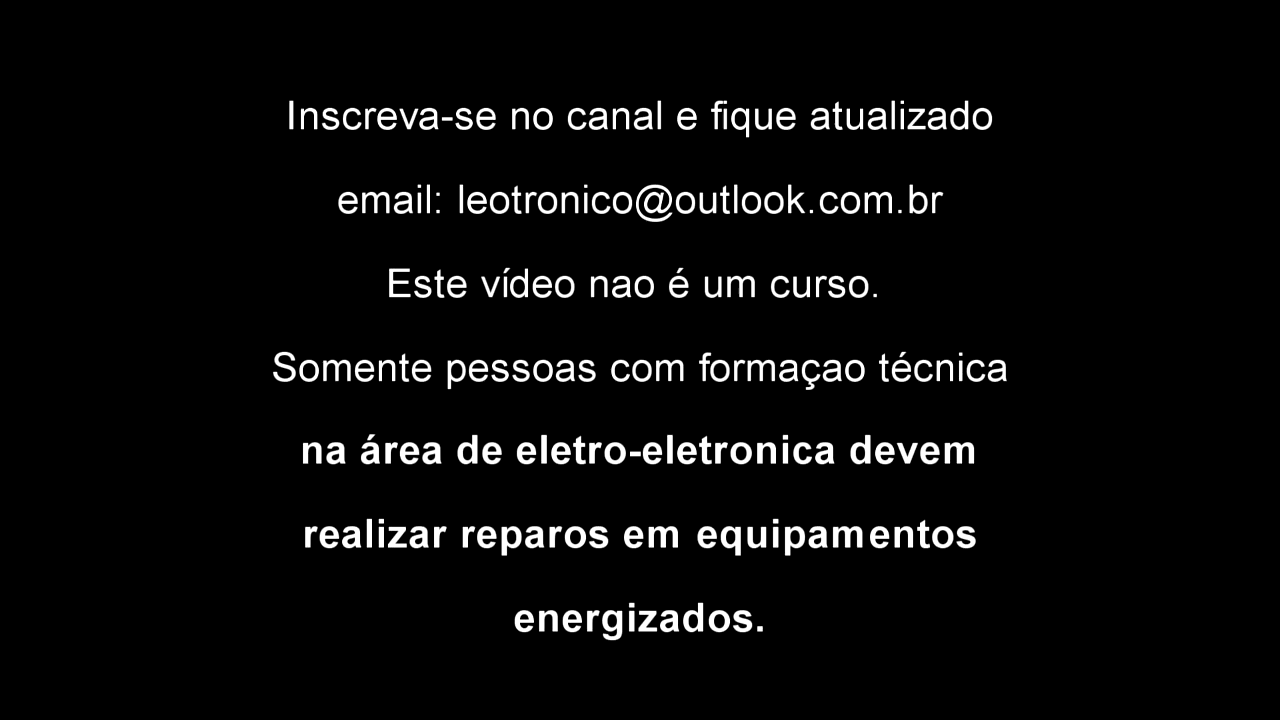 Inscreva-se no canal e fique atualizado
email: leotronico@outlook.com.br
Este vídeo nao é um curso.
Somente pessoas com formaçao técnica
na área de eletro-eletronica devem
realizar reparos em equipamentos
energizados.